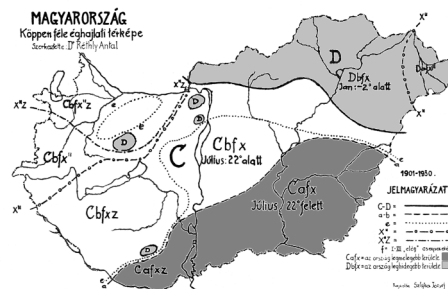 MAGYARORSZÁG
Köppen féle éghajlati térképe
Szerkesztette: Dr Réthly Antal
X"
X"Z
X"Z
Cbfx"z
e
D
D
D
D
Dbfx
Jan: -2° alatt
X"
Cbfx"
C
Cbfx
Július: 22° alatt
Cbfxz
X"
Cafx
Július 22° felett
D
Cafxz
e
a
e
a
1901-1930.
JELMAGYARÁZAT
C-D =
a-b =
e =
X" =
X"Z =
Cafx = az ország legmelegebb területe
Dbfx = az ország leghidegebb területe